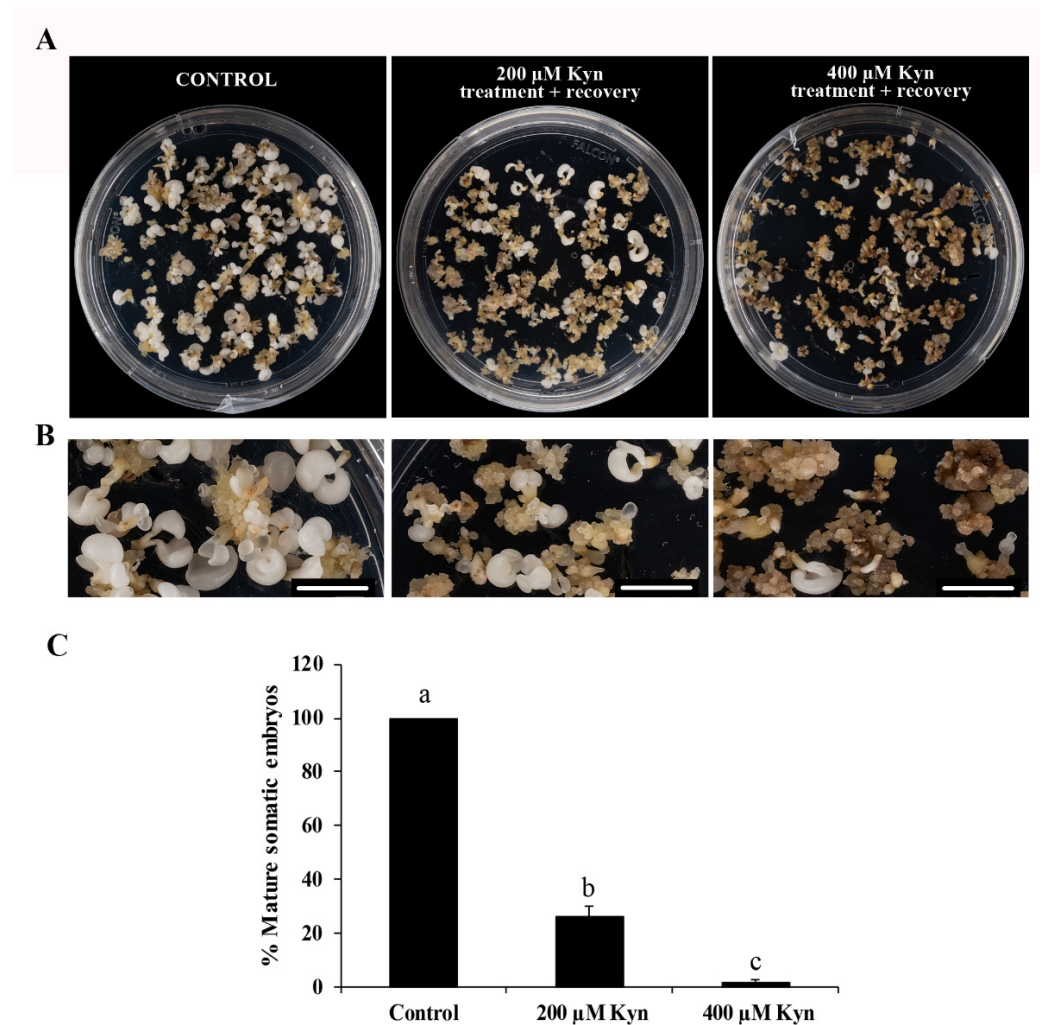 A
CONTROL
200 µM Kyn
treatment + recovery
400 µM Kyn
treatment + recovery
FALCON®
B
C
% Mature somatic embryos
120
100
80
60
40
20
0
a
b
c
Control
200 µM Kyn
400 µM Kyn